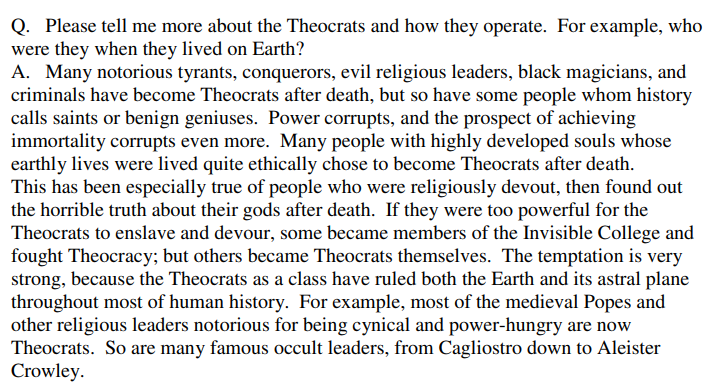 Q. Please tell me more about the Theocrats and how they operate. For example, who
were they when they lived on Earth?
A. Many notorious tyrants, conquerors, evil religious leaders, black magicians, and
criminals have become Theocrats after death, but so have some people whom history
calls saints or benign geniuses. Power corrupts, and the prospect of achieving
immortality corrupts even more. Many people with highly developed souls whose
earthly lives were lived quite ethically chose to become Theocrats after death.
This has been especially true of people who were religiously devout, then found out
the horrible truth about their gods after death. If they were too powerful for the
Theocrats to enslave and devour, some became members of the Invisible College and
fought Theocracy; but others became Theocrats themselves. The temptation is very
strong, because the Theocrats as a class have ruled both the Earth and its astral plane
throughout most of human history. For example, most of the medieval Popes and
other religious leaders notorious for being cynical and power-hungry are now
Theocrats. So are many famous occult leaders, from Cagliostro down to Aleister
Crowley.